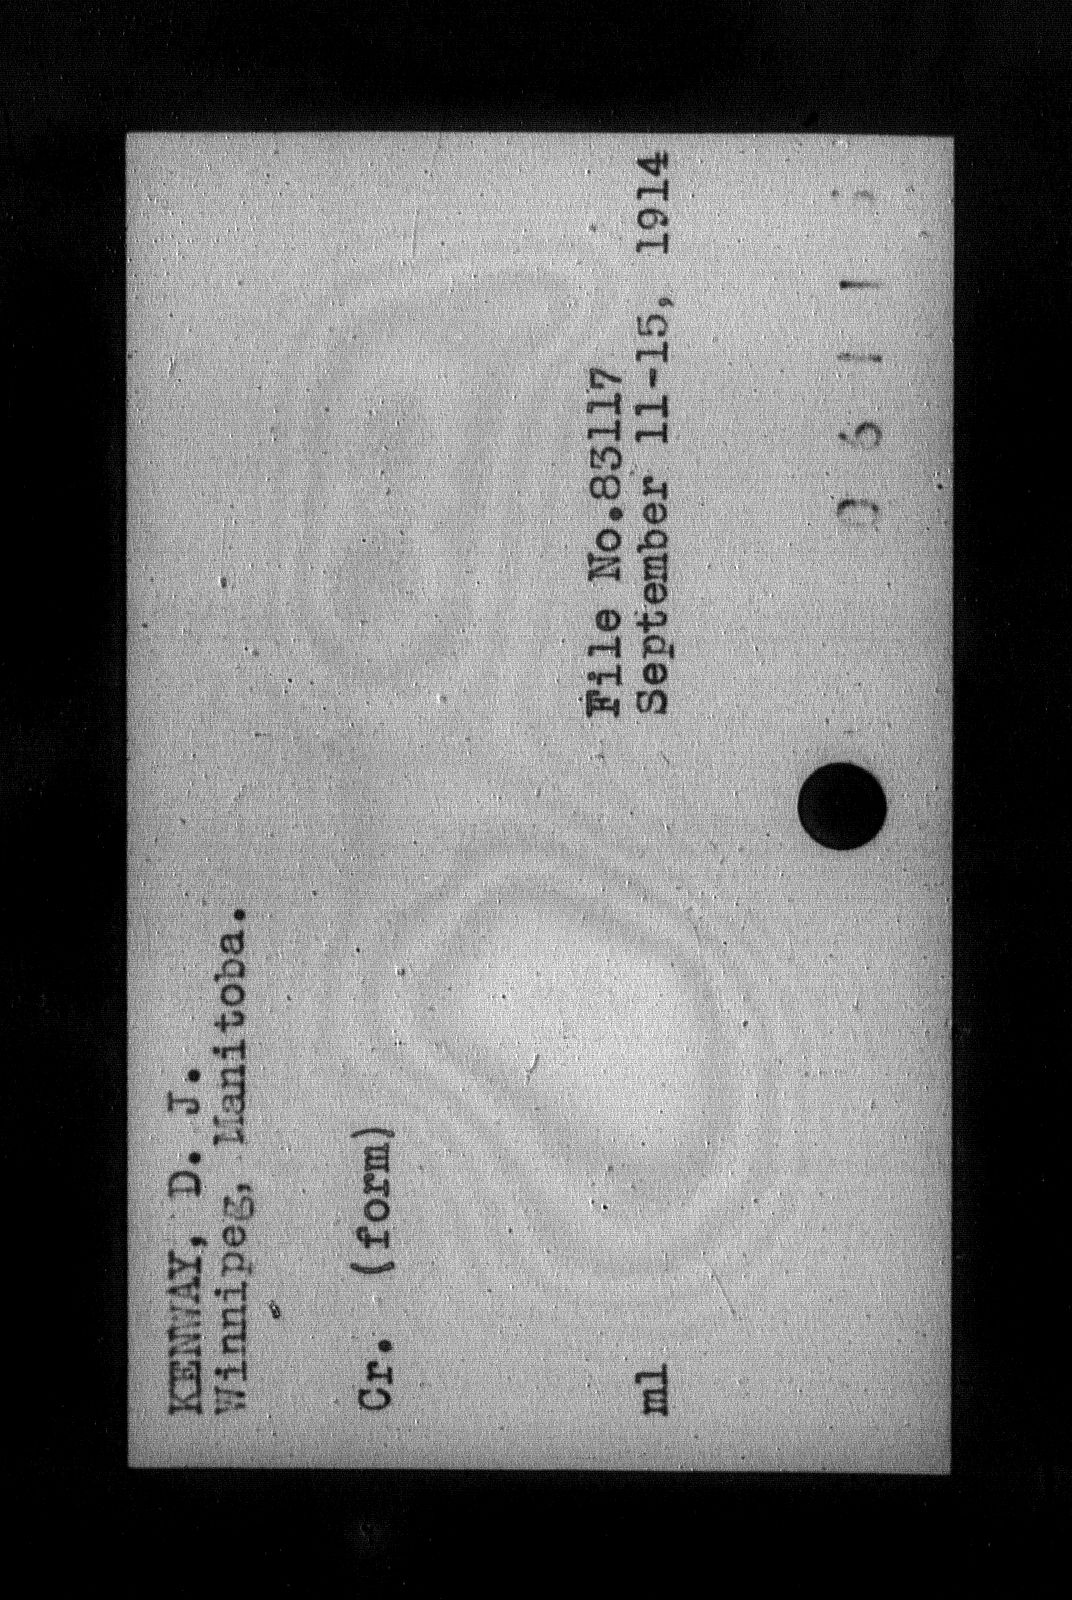 KENWAY, D. J.
Winnipeg, Manitoba.
Cr. (form)
File No.83117
ml September 11-15, 1914